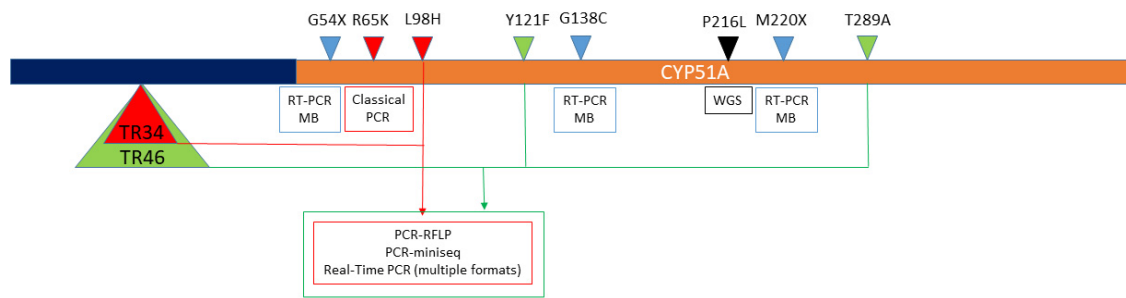 G54X R65K L98H Y121F G138C P216L M220X T289A
CYP51A
RT-PCR
MB
Classical
PCR
RT-PCR
MB
WGS
RT-PCR
MB
TR34
TR46
PCR-RFLP
PCR-miniseq
Real-Time PCR (multiple formats)